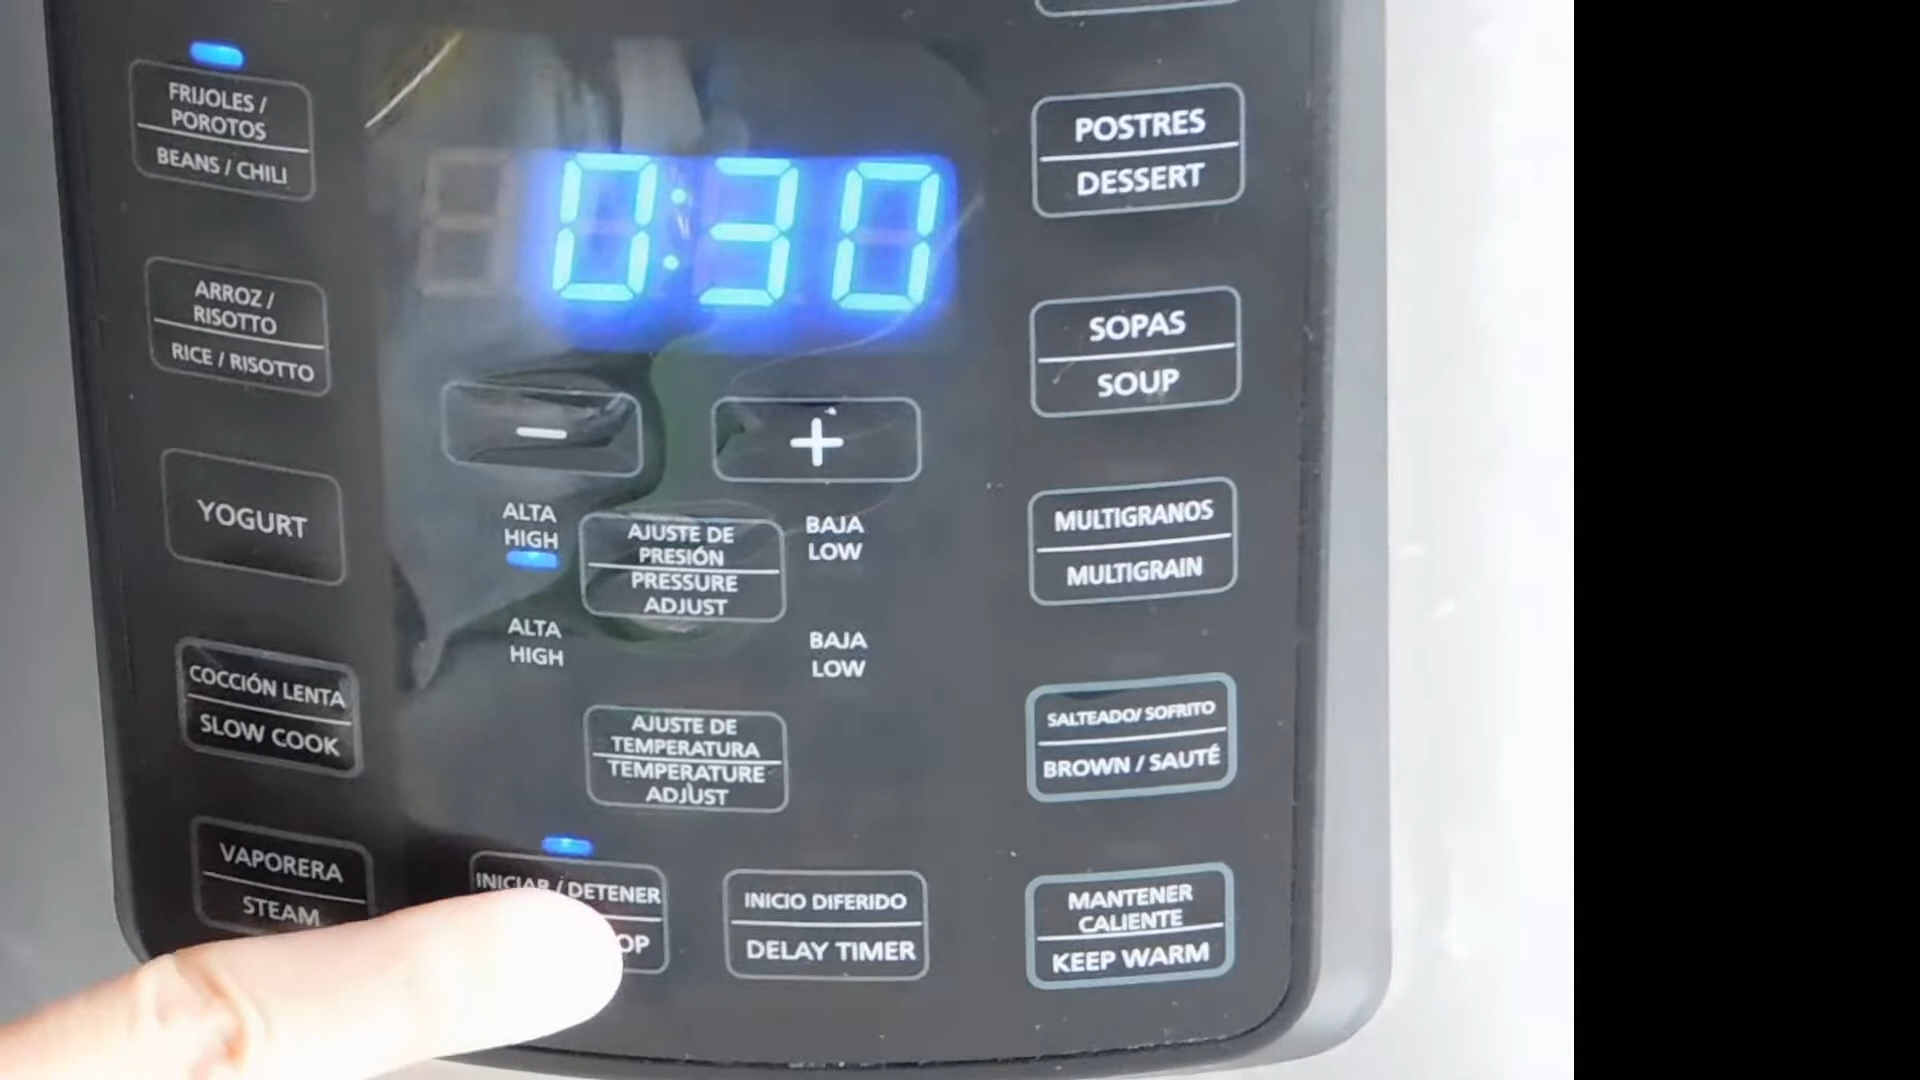 FRIJOLES /
POROTOS
BEANS / CHILI
ARROZ /
RISOTTO
RICE / RISOTTO
YOGURT
COCCIÓN LENTA
SLOW COOK
VAPORERA
STEAM
0:30
−
+
ALTA
HIGH
AJUSTE DE
PRESIÓN
PRESSURE
ADJUST
BAJA
LOW
ALTA
HIGH
BAJA
LOW
AJUSTE DE
TEMPERATURA
TEMPERATURE
ADJUST
INICIAR / DETENER
OP
INICIO DIFERIDO
DELAY TIMER
POSTRES
DESSERT
SOPAS
SOUP
MULTIGRANOS
MULTIGRAIN
SALTEADO/ SOFRITO
BROWN / SAUTÉ
MANTENER
CALIENTE
KEEP WARM